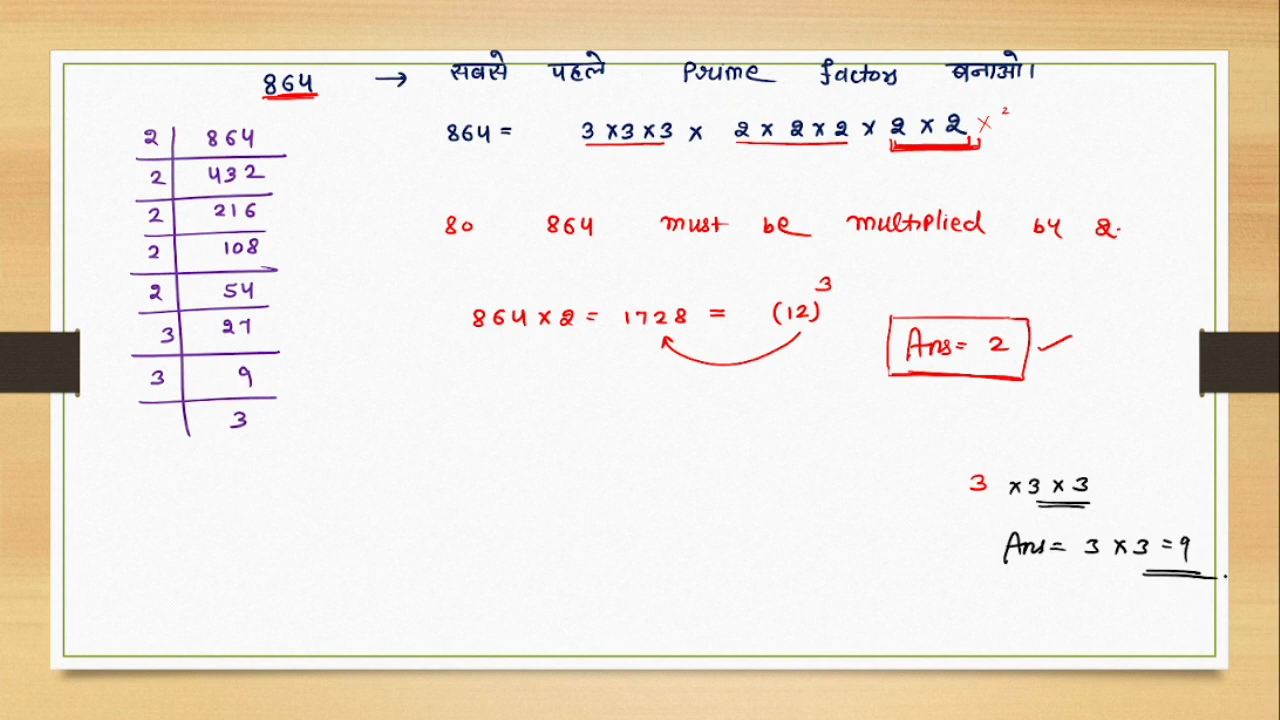 864 → सबसे पहले Prime factors बनाओ।
2 | 864
2 | 432
2 | 216
2 | 108
2 | 54
3 | 27
3 | 9
3
864 = 3 × 3 × 3 × 2 × 2 × 2 × 2 × 2 × 2
So 864 must be multiplied by 2.
864 × 2 = 1728 = (12)³
Ans = 2 ✓
3 × 3 × 3
Ans = 3 × 3 = 9